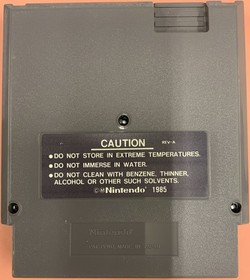 CAUTION REV-A
• DO NOT STORE IN EXTREME TEMPERATURES.
• DO NOT IMMERSE IN WATER.
• DO NOT CLEAN WITH BENZENE, THINNER,
ALCOHOL OR OTHER SUCH SOLVENTS.
Nintendo 1985
Nintendo